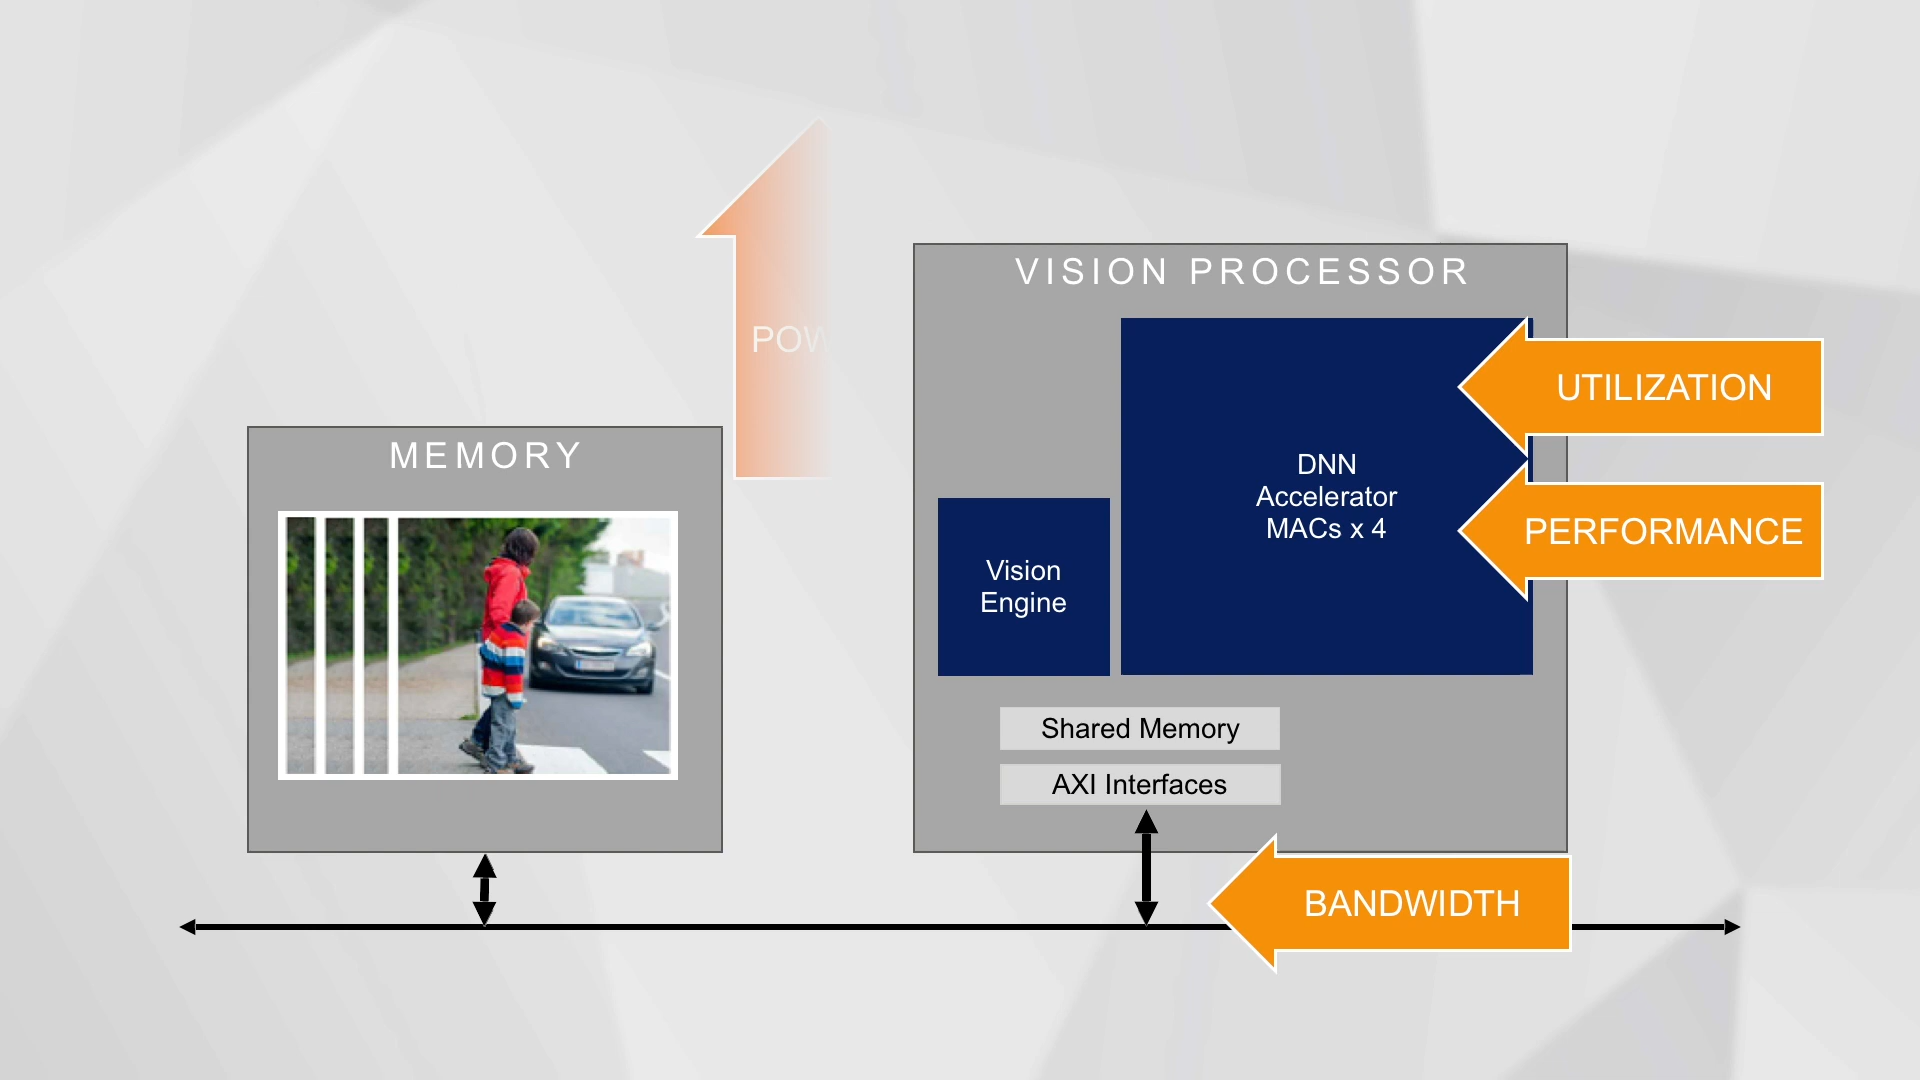 VISION PROCESSOR
UTILIZATION
MEMORY
DNN
Accelerator
MACs x 4
PERFORMANCE
Vision
Engine
Shared Memory
AXI Interfaces
BANDWIDTH